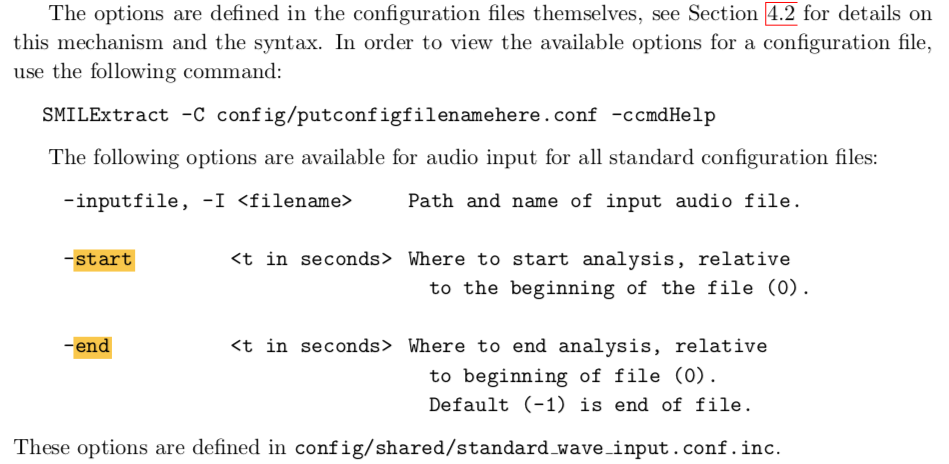 The options are defined in the configuration files themselves, see Section 4.2 for details on
this mechanism and the syntax. In order to view the available options for a configuration file,
use the following command:
SMILExtract -C config/putconfigfilenamehere.conf -ccmdHelp
The following options are available for audio input for all standard configuration files:
-inputfile, -I <filename> Path and name of input audio file.
-start <t in seconds> Where to start analysis, relative
to the beginning of the file (0).
-end <t in seconds> Where to end analysis, relative
to beginning of file (0).
Default (-1) is end of file.
These options are defined in config/shared/standard_wave_input.conf.inc.